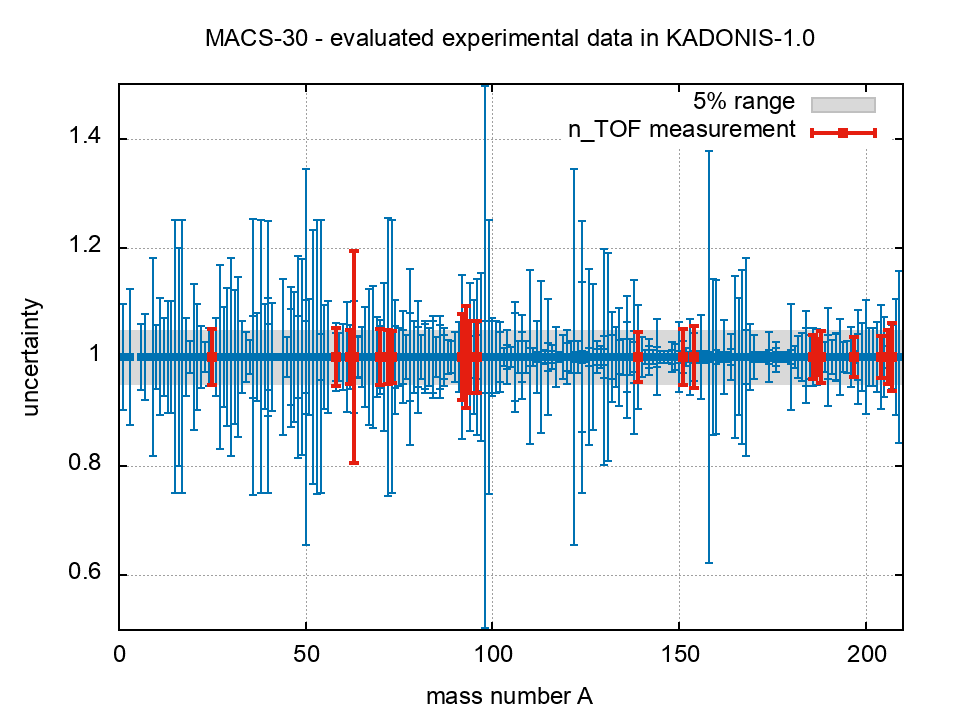 MACS-30 - evaluated experimental data in KADONIS-1.0
5% range
n_TOF measurement
1.4
1.2
1
0.8
0.6
uncertainty
0
50
100
150
200
mass number A